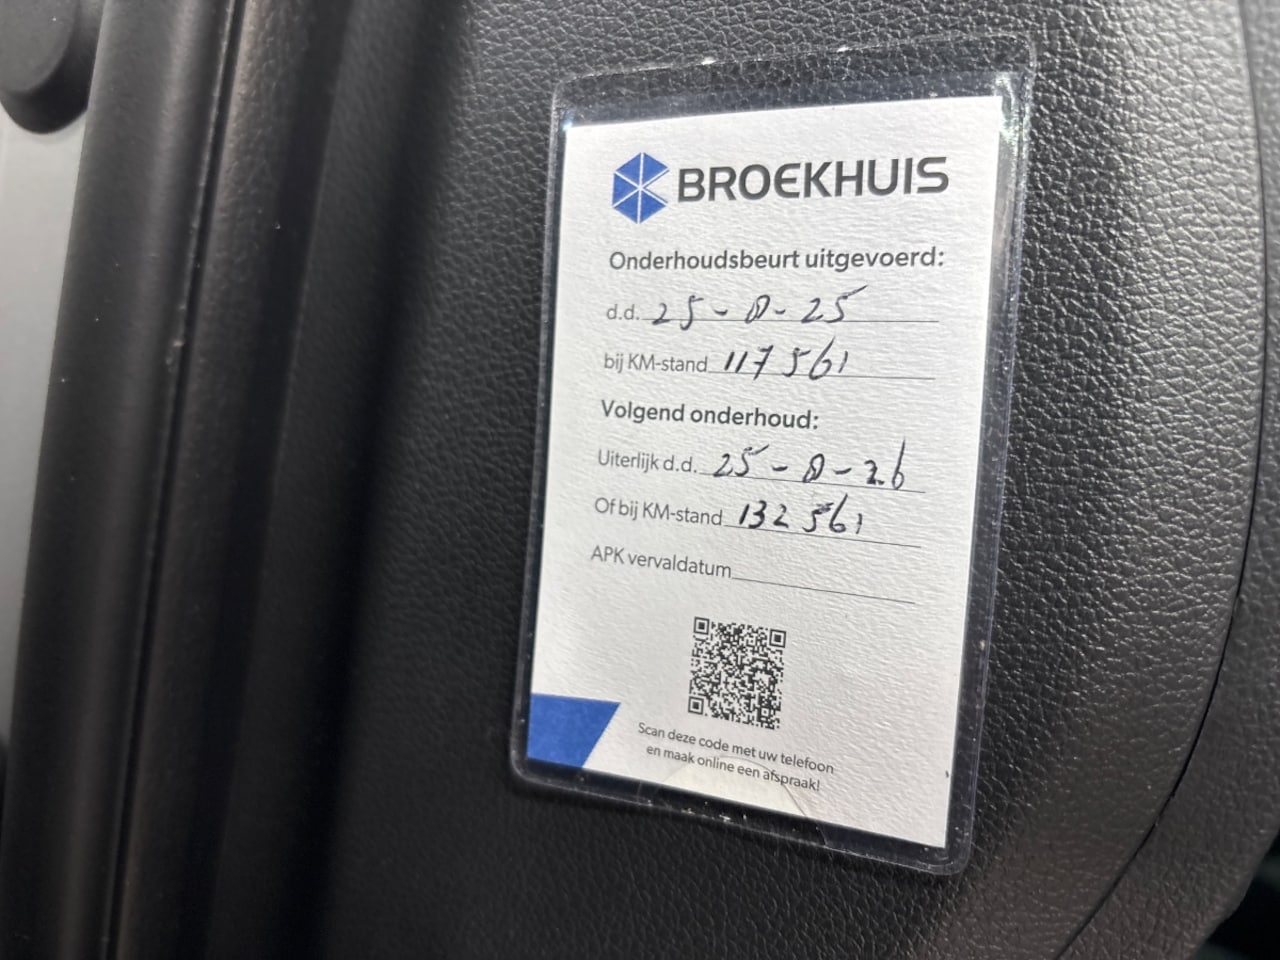 BROEKHUIS
Onderhoudsbeurt uitgevoerd:
d.d. 25-8-25
bij KM-stand 117561
Volgend onderhoud:
Uiterlijk d.d. 25-8-26
Of bij KM-stand 132561
APK vervaldatum
Scan deze code met uw telefoon
en maak online een afspraak!